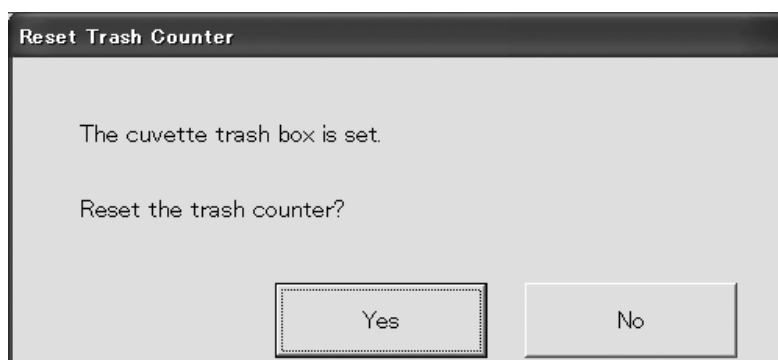 Reset Trash Counter
The cuvette trash box is set.
Reset the trash counter?
Yes
No